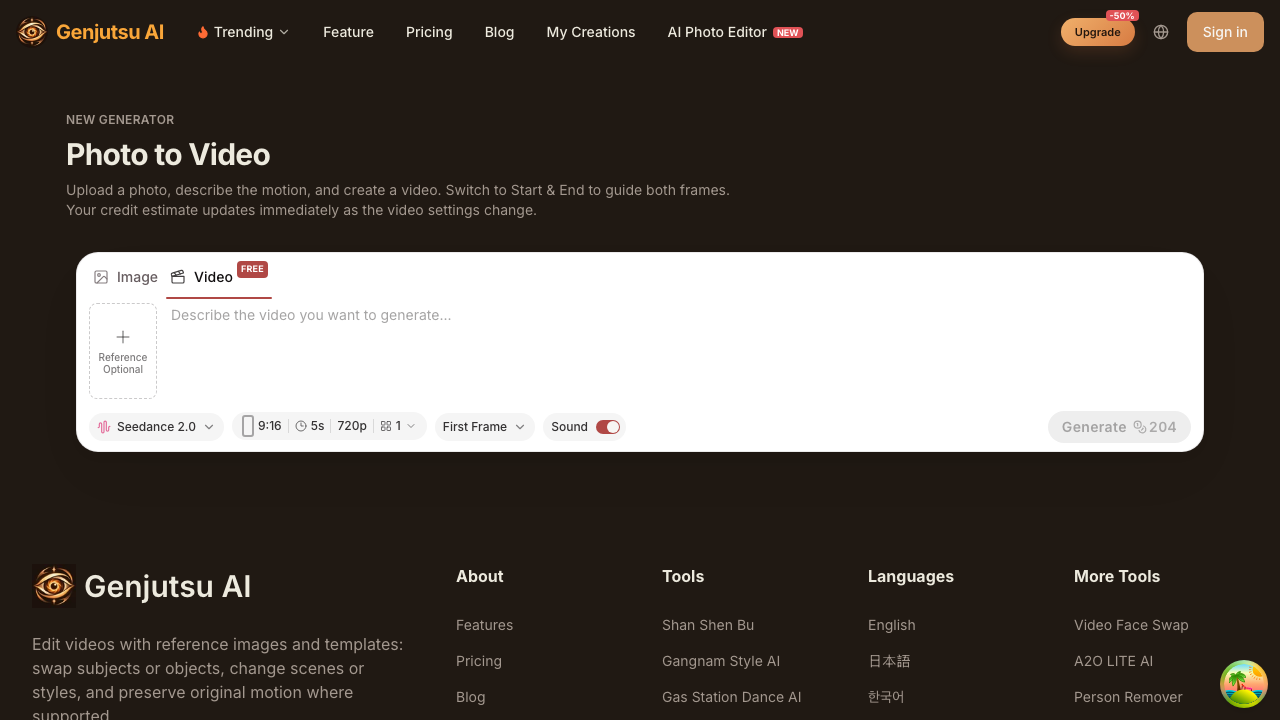 Genjutsu AI
Trending
Feature
Pricing
Blog
My Creations
AI Photo Editor NEW
-50%
Upgrade
Sign in
NEW GENERATOR
Photo to Video
Upload a photo, describe the motion, and create a video. Switch to Start & End to guide both frames.
Your credit estimate updates immediately as the video settings change.
Image
Video FREE
Describe the video you want to generate...
Reference
Optional
Seedance 2.0
9:16
5s
720p
1
First Frame
Sound
Generate 204
Genjutsu AI
Edit videos with reference images and templates:
swap subjects or objects, change scenes or
styles, and preserve original motion where
supported.
About
Features
Pricing
Blog
Tools
Shan Shen Bu
Gangnam Style AI
Gas Station Dance AI
Languages
English
日本語
한국어
More Tools
Video Face Swap
A2O LITE AI
Person Remover